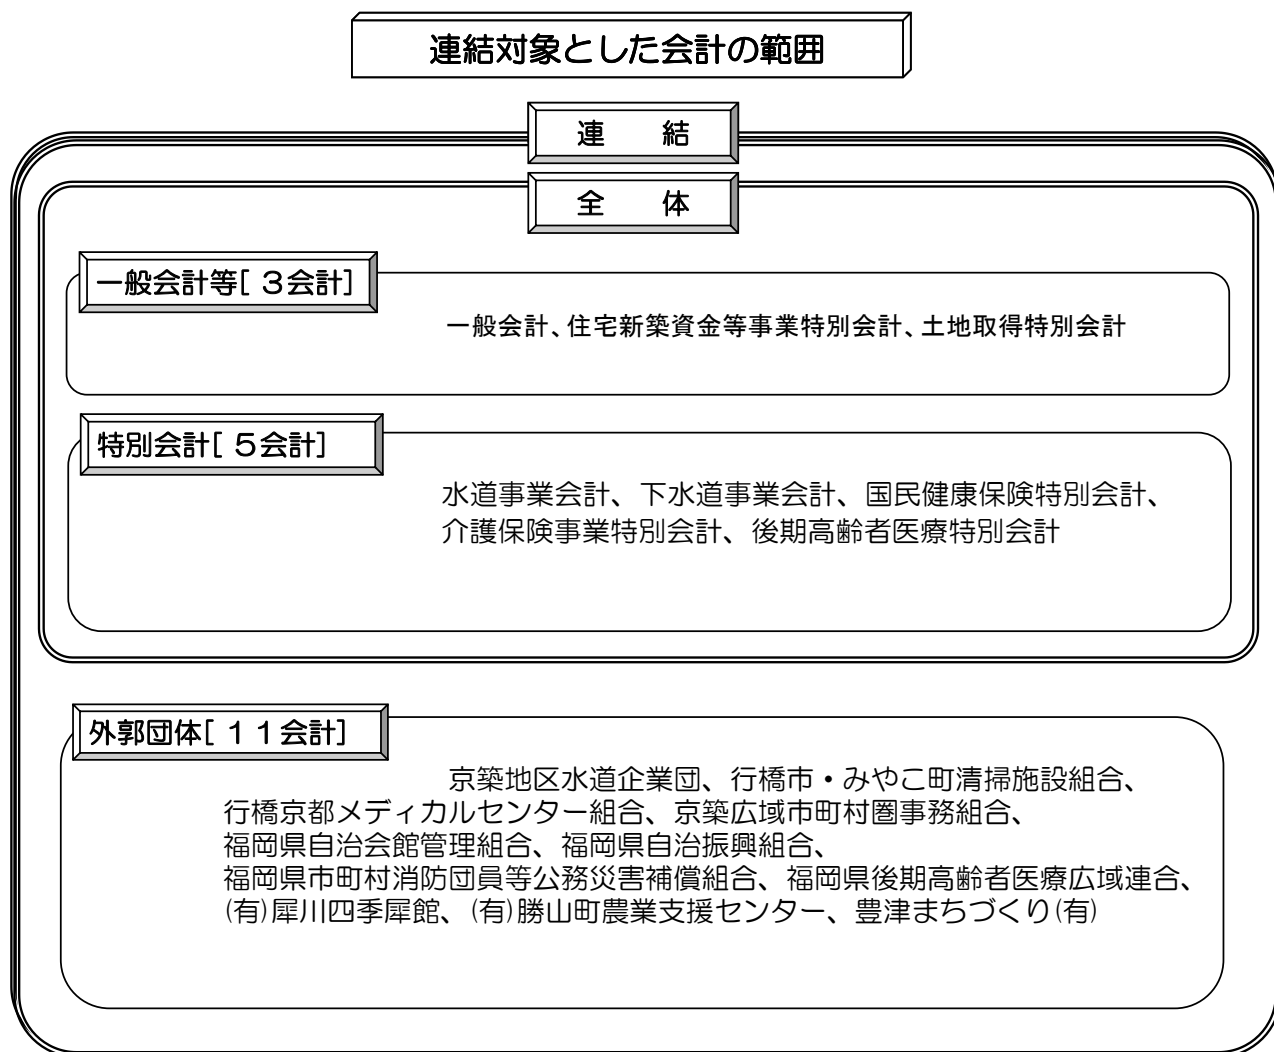 連結対象とした会計の範囲
連　　結
全　　体
一般会計等[ ３会計]
一般会計、住宅新築資金等事業特別会計、土地取得特別会計
特別会計[ ５会計]
水道事業会計、下水道事業会計、国民健康保険特別会計、
介護保険事業特別会計、後期高齢者医療特別会計
外郭団体[ １１会計]
京築地区水道企業団、行橋市・みやこ町清掃施設組合、
行橋京都メディカルセンター組合、京築広域市町村圏事務組合、
福岡県自治会館管理組合、福岡県自治振興組合、
福岡県市町村消防団員等公務災害補償組合、福岡県後期高齢者医療広域連合、
(有)犀川四季犀館、(有)勝山町農業支援センター、豊津まちづくり(有)